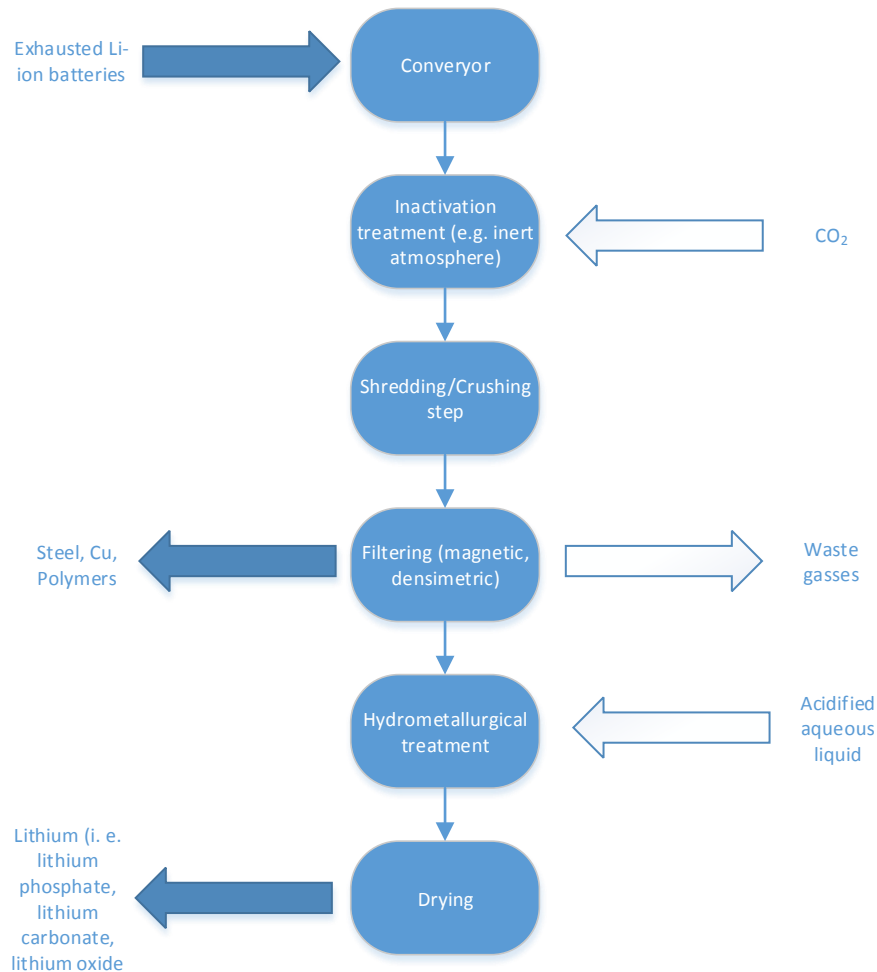 Exhausted Li-
ion batteries
Converyor
Inactivation
treatment (e.g. inert
atmosphere)
CO₂
Shredding/Crushing
step
Steel, Cu,
Polymers
Filtering (magnetic,
densimetric)
Waste
gasses
Hydrometallurgical
treatment
Acidified
aqueous
liquid
Lithium (i. e.
lithium
phosphate,
lithium
carbonate,
lithium oxide
Drying